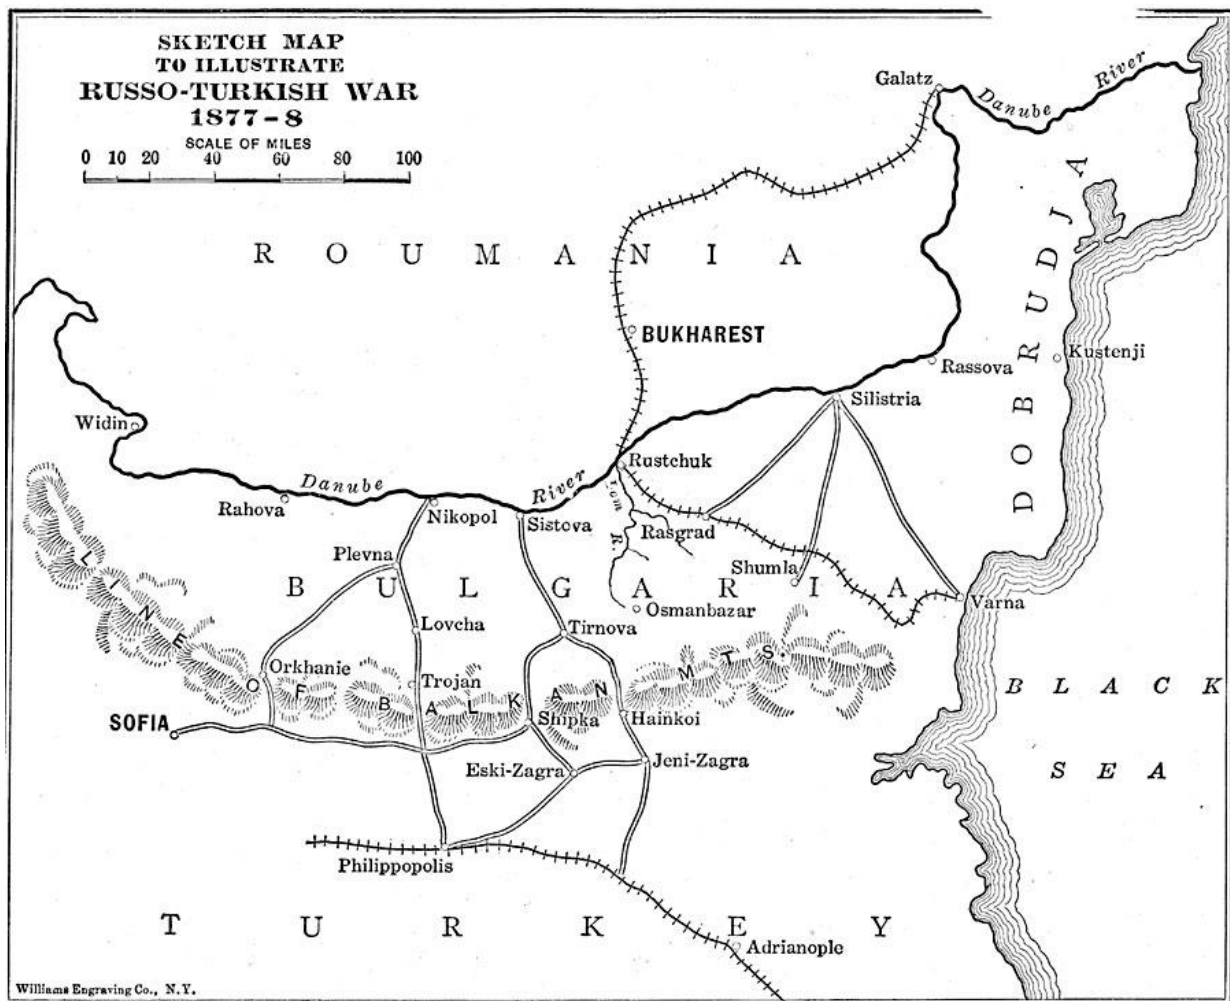 SKETCH MAP
TO ILLUSTRATE
RUSSO-TURKISH WAR
1877-8
SCALE OF MILES
0 10 20 40 60 80 100
Galatz
Danube River
ROUMANIA
DOBRUDJA
BUKHAREST
Rassova
Kustenji
Silistria
Widin
Rustchuk
Danube River
Rahova
Nikopol
Sistova
Lom R.
Rasgrad
Plevna
Shumla
BULGARIA
Varna
Osmanbazar
Lovcha
Tirnova
LINE OF BALKAN MTS.
Orkhanie
Trojan
BLACK
SEA
SOFIA
Shipka
Hainkoi
Eski-Zagra
Jeni-Zagra
Philippopolis
TURKEY
Adrianople
Williams Engraving Co., N.Y.